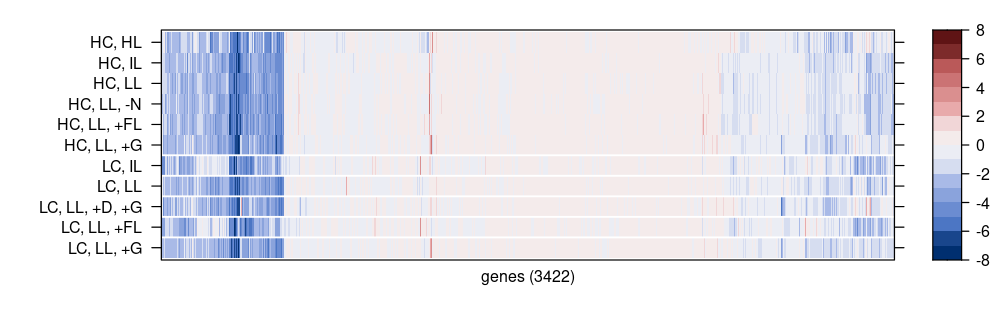 HC, HL
HC, IL
HC, LL
HC, LL, -N
HC, LL, +FL
HC, LL, +G
LC, IL
LC, LL
LC, LL, +D, +G
LC, LL, +FL
LC, LL, +G
genes (3422)
8
6
4
2
0
-2
-4
-6
-8